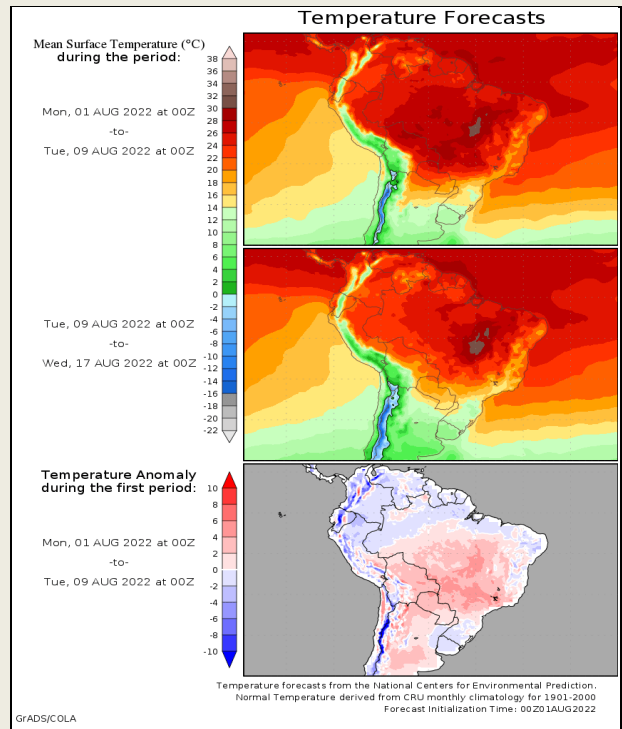 Temperature Forecasts
Mean Surface Temperature (°C)
during the period:
Mon, 01 AUG 2022 at 00Z
-to-
Tue, 09 AUG 2022 at 00Z
38
36
34
32
30
28
26
24
22
20
18
16
14
12
10
8
6
4
2
0
-2
-4
-6
-8
-10
-12
-14
-16
-18
-20
-22
Tue, 09 AUG 2022 at 00Z
-to-
Wed, 17 AUG 2022 at 00Z
Temperature Anomaly
during the first period:
Mon, 01 AUG 2022 at 00Z
-to-
Tue, 09 AUG 2022 at 00Z
10
8
6
4
2
0
-2
-4
-6
-8
-10
Temperature forecasts from the National Centers for Environmental Prediction.
Normal Temperature derived from CRU monthly climatology for 1901-2000
Forecast Initialization Time: 00Z01AUG2022
GrADS/COLA